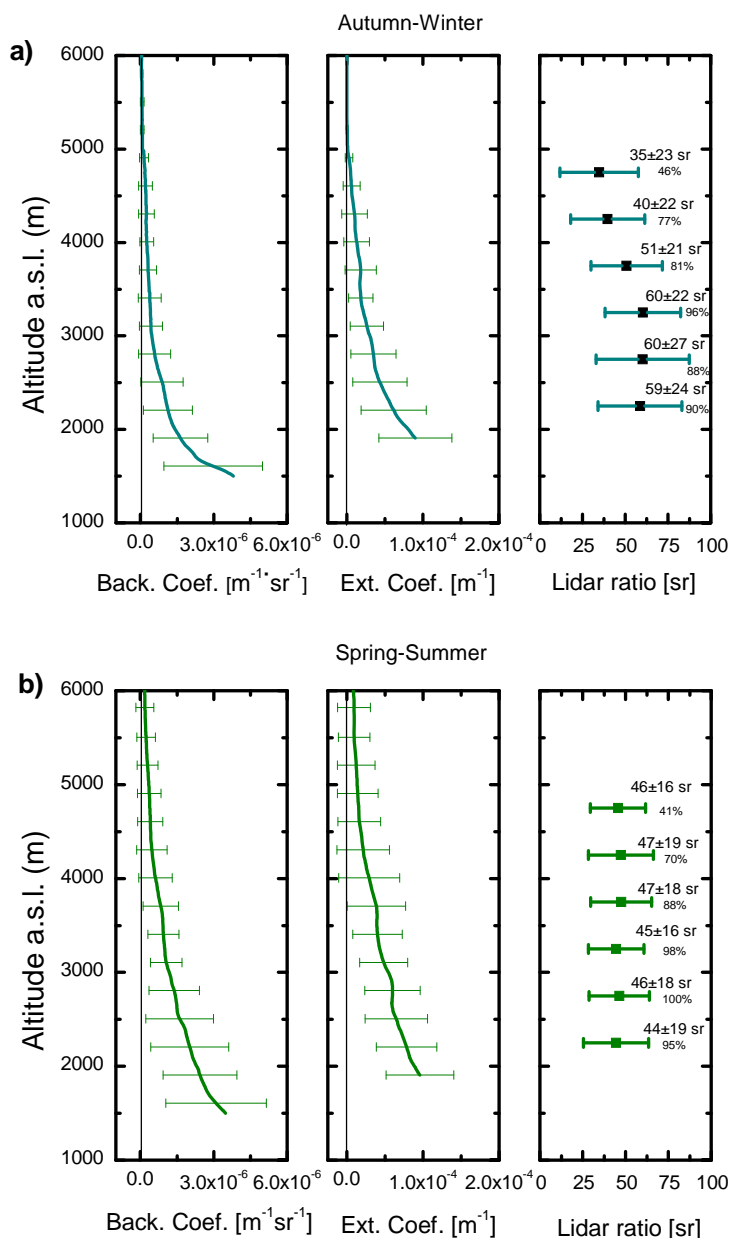 Autumn-Winter
a)
6000
5000
4000
3000
2000
1000
Altitude a.s.l. (m)
35±23 sr
46%
40±22 sr
77%
51±21 sr
81%
60±22 sr
96%
60±27 sr
88%
59±24 sr
90%
0.0 3.0x10⁻⁶ 6.0x10⁻⁶
0.0 1.0x10⁻⁴
0 25 50 75 100
Back. Coef. [m⁻¹·sr⁻¹]
Ext. Coef. [m⁻¹]
Lidar ratio [sr]
Spring-Summer
b)
6000
5000
4000
3000
2000
1000
Altitude a.s.l. (m)
46±16 sr
41%
47±19 sr
70%
47±18 sr
88%
45±16 sr
98%
46±18 sr
100%
44±19 sr
95%
0.0 3.0x10⁻⁶ 6.0x10⁻⁶
0.0 1.0x10⁻⁴
0 25 50 75 100
Back. Coef. [m⁻¹sr⁻¹]
Ext. Coef. [m⁻¹]
Lidar ratio [sr]